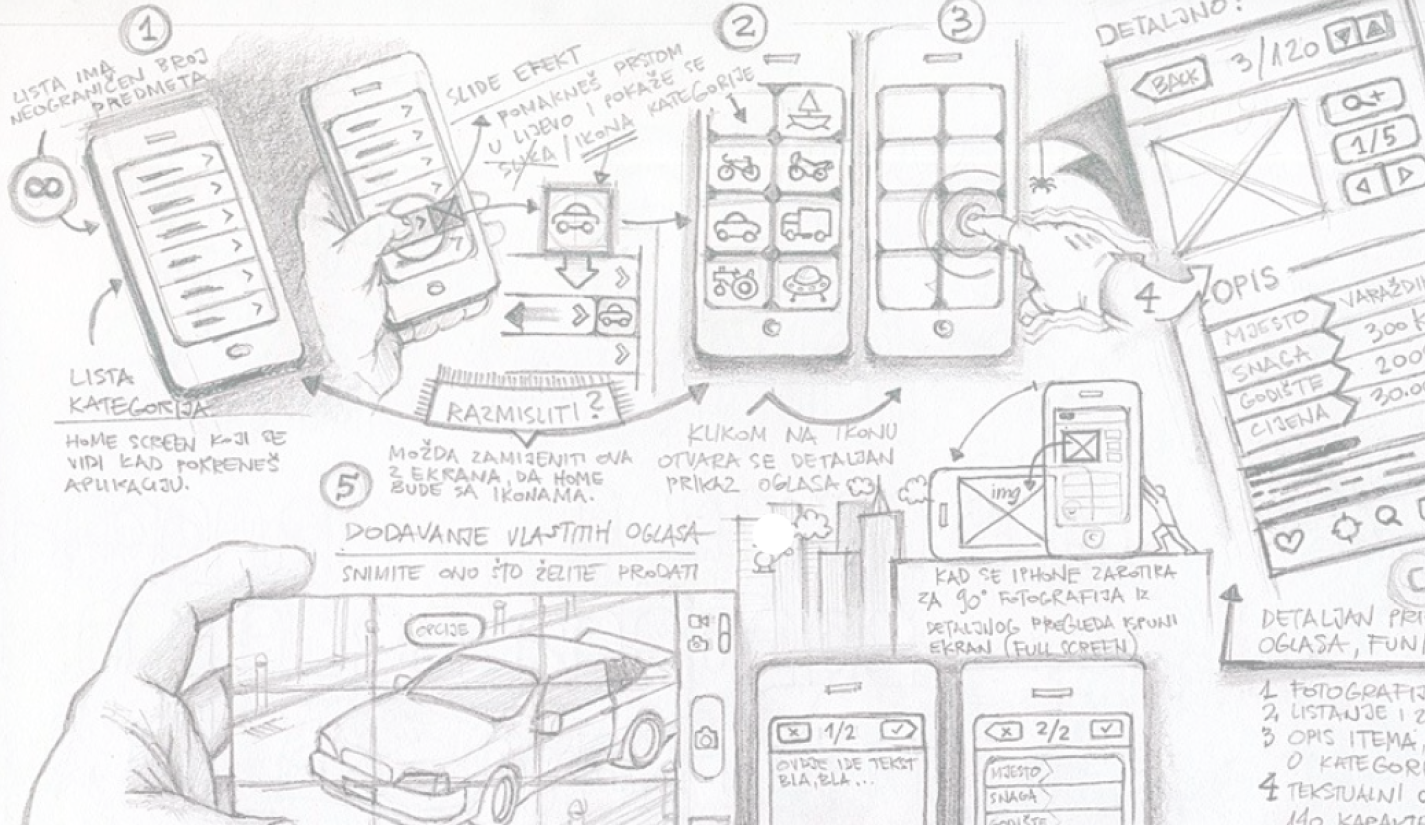 1
LISTA IMA
NEOGRANIČEN BROJ
PREDMETA
∞
LISTA
KATEGORIJA.
HOME SCREEN KOJI SE
VIDI KAD POKRENEŠ
APLIKACIJU.
SLIDE EFEKT
POMAKNEŠ PRSTOM
U LIJEVO I POKAŽE SE
SLIKA / IKONA KATEGORIJE
RAZMISLITI?
MOŽDA ZAMIJENITI OVA
2 EKRANA, DA HOME
BUDE SA IKONAMA.
2
3
KLIKOM NA IKONU
OTVARA SE DETALJAN
PRIKAZ OGLASA
DETALJNO:
BACK 3/120
1/5
4
OPIS
MJESTO VARAŽDIN
SNAGA 300
GODIŠTE 200
CIJENA 30.0
img
KAD SE IPHONE ZAROTIRA
ZA 90° FOTOGRAFIJA IZ
DETALJNOG PREGLEDA ISPUNI
EKRAN (FULL SCREEN)
5
DODAVANJE VLASTITIH OGLASA
SNIMITE ONO ŠTO ŽELITE PRODATI
OPCIJE
X 1/2
OVDJE IDE TEKST
BLA, BLA...
X 2/2
MJESTO
SNAGA
GODIŠTE
DETALJAN PRI
OGLASA, FUN
1 FOTOGRAFIJ
2 LISTANJE I
3 OPIS ITEMA
O KATEGORI
4 TEKSTUALNI
140 KARAKTE